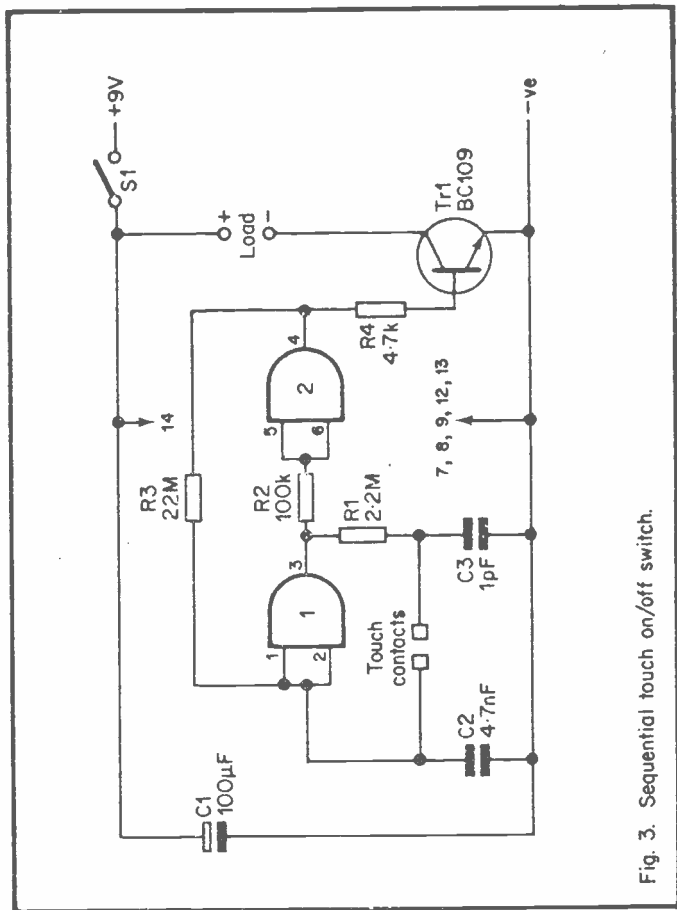 S1
+9V
14
+
Load
-
R3
22M
C1
100µF
1
2
1
3
R2
100k
5
6
2
4
R4
4·7k
Tr1
BC109
R1
2·2M
Touch
contacts
C2
4·7nF
C3
1pF
7, 8, 9, 12, 13
-ve
Fig. 3. Sequential touch on/off switch.